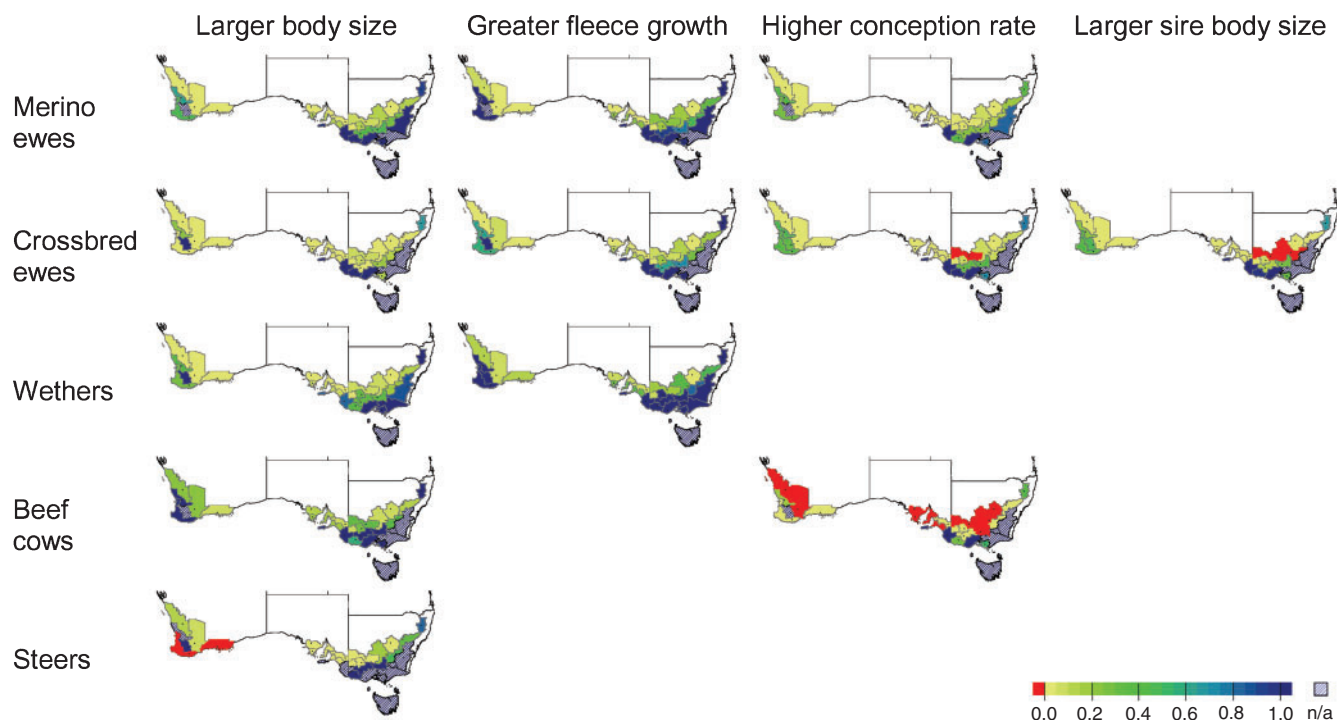 Larger body size
Greater fleece growth
Higher conception rate
Larger sire body size
Merino
ewes
Crossbred
ewes
Wethers
Beef
cows
Steers
0.0 0.2 0.4 0.6 0.8 1.0 n/a